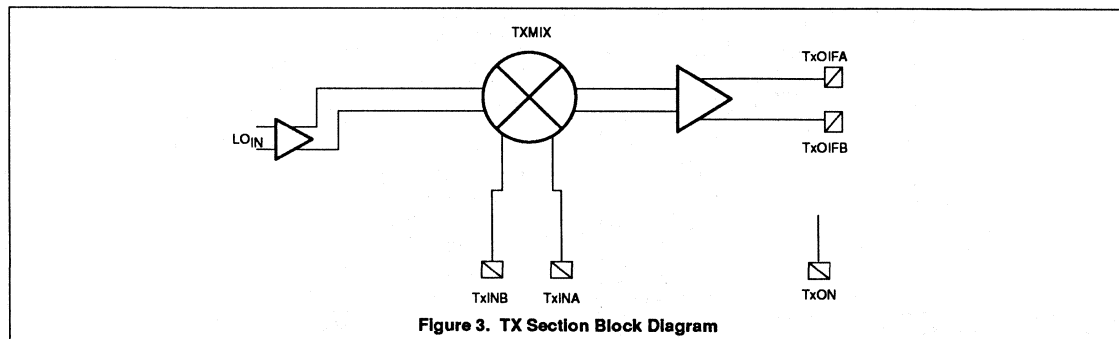 TXMIX
TxOIFA
LOIN
TxOIFB
TxINB
TxINA
TxON
Figure 3. TX Section Block Diagram